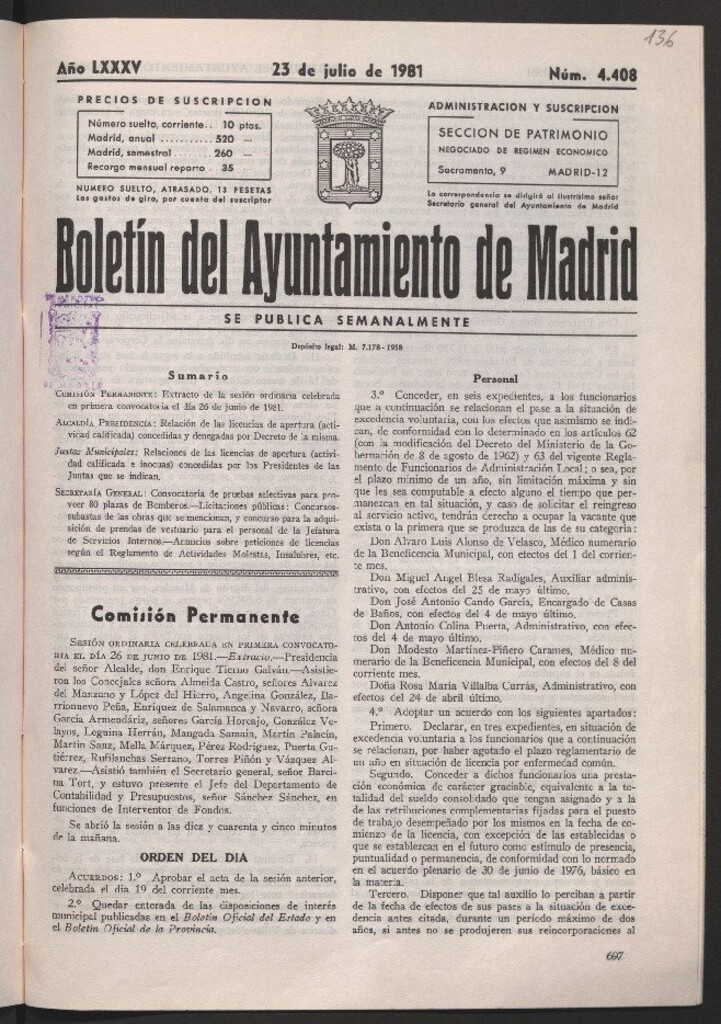 136
Año LXXXV
23 de julio de 1981
Núm. 4.408
PRECIOS DE SUSCRIPCION
Número suelto, corriente.. 10 ptas.
Madrid, anual ........... 520 —
Madrid, semestral ........ 260 —
Recargo mensual reparto . 35
NUMERO SUELTO, ATRASADO, 13 PESETAS
Los gastos de giro, por cuenta del suscriptor
ADMINISTRACION Y SUSCRIPCION
SECCION DE PATRIMONIO
NEGOCIADO DE REGIMEN ECONOMICO
Sacramento, 9 MADRID-12
La correspondencia se dirigirá al ilustrísimo señor
Secretario general del Ayuntamiento de Madrid
Boletín del Ayuntamiento de Madrid
SE PUBLICA SEMANALMENTE
Depósito legal: M. 7.178 - 1958
Sumario
COMISIÓN PERMANENTE: Extracto de la sesión ordinaria celebrada
en primera convocatoria el día 26 de junio de 1981.
ALCALDÍA PRESIDENCIA: Relación de las licencias de apertura (acti-
vidad calificada) concedidas y denegadas por Decreto de la misma.
Juntas Municipales: Relaciones de las licencias de apertura (activi-
dad calificada e inocuas) concedidas por los Presidentes de las
Juntas que se indican.
SECRETARÍA GENERAL: Convocatoria de pruebas selectivas para pro-
veer 80 plazas de Bomberos.—Licitaciones públicas: Concursos-
subastas de las obras que se mencionan, y concurso para la adqui-
sición de prendas de vestuario para el personal de la Jefatura
de Servicios Internos.—Anuncios sobre peticiones de licencias
según el Reglamento de Actividades Molestas, Insalubres, etc.
Comisión Permanente
SESIÓN ORDINARIA CELEBRADA EN PRIMERA CONVOCATO-
RIA EL DÍA 26 DE JUNIO DE 1981.—Extracto.—Presidencia
del señor Alcalde, don Enrique Tierno Galván.—Asistie-
ron los Concejales señora Almeida Castro, señores Alvarez
del Manzano y López del Hierro, Angelina González, Ba-
rrionuevo Peña, Enríquez de Salamanca y Navarro, señora
García Armendáriz, señores García Horcajo, González Ve-
layos, Leguina Herrán, Mangada Samain, Martín Palacín,
Martín Sanz, Mella Márquez, Pérez Rodríguez, Puerta Gu-
tiérrez, Rufilanchas Serrano, Torres Piñón y Vázquez Al-
varez.—Asistió también el Secretario general, señor Barci-
na Tort, y estuvo presente el Jefe del Departamento de
Contabilidad y Presupuestos, señor Sánchez Sánchez, en
funciones de Interventor de Fondos.
Se abrió la sesión a las diez y cuarenta y cinco minutos
de la mañana.
ORDEN DEL DIA
ACUERDOS: 1.º Aprobar el acta de la sesión anterior,
celebrada el día 19 del corriente mes.
2.º Quedar enterada de las disposiciones de interés
municipal publicadas en el Boletín Oficial del Estado y en
el Boletín Oficial de la Provincia.
Personal
3.º Conceder, en seis expedientes, a los funcionarios
que a continuación se relacionan el pase a la situación de
excedencia voluntaria, con los efectos que asimismo se indi-
can, de conformidad con lo determinado en los artículos 62
(con la modificación del Decreto del Ministerio de la Go-
bernación de 8 de agosto de 1962) y 63 del vigente Regla-
mento de Funcionarios de Administración Local; o sea, por
el plazo mínimo de un año, sin limitación máxima y sin
que les sea computable a efecto alguno el tiempo que per-
manezcan en tal situación, y caso de solicitar el reingreso
al servicio activo, tendrán derecho a ocupar la vacante que
exista o la primera que se produzca de las de su categoría:
Don Alvaro Luis Alonso de Velasco, Médico numerario
de la Beneficencia Municipal, con efectos del 1 del corrien-
te mes.
Don Miguel Angel Blesa Radigales, Auxiliar adminis-
trativo, con efectos del 25 de mayo último.
Don José Antonio Cando García, Encargado de Casas
de Baños, con efectos del 4 de mayo último.
Don Antonio Colina Puerta, Administrativo, con efec-
tos del 4 de mayo último.
Don Modesto Martínez-Piñero Carames, Médico nu-
merario de la Beneficencia Municipal, con efectos del 8 del
corriente mes.
Doña Rosa María Villalba Currás, Administrativo, con
efectos del 24 de abril último.
4.º Adoptar un acuerdo con los siguientes apartados:
Primero. Declarar, en tres expedientes, en situación de
excedencia voluntaria a los funcionarios que a continuación
se relacionan, por haber agotado el plazo reglamentario de
un año en situación de licencia por enfermedad común.
Segundo. Conceder a dichos funcionarios una presta-
ción económica de carácter graciable, equivalente a la to-
talidad del sueldo consolidado que tengan asignado y a la
de las retribuciones complementarias fijadas para el puesto
de trabajo desempeñado por los mismos en la fecha de co-
mienzo de la licencia, con excepción de las establecidas o
que se establezcan en el futuro como estímulo de presencia,
puntualidad o permanencia, de conformidad con lo normado
en el acuerdo plenario de 30 de junio de 1976, básico en
la materia.
Tercero. Disponer que tal auxilio lo perciban a partir
de la fecha de efectos de sus pases a la situación de exce-
dencia antes citada, durante un período máximo de dos
años, si antes no se produjeren sus reincorporaciones al
697